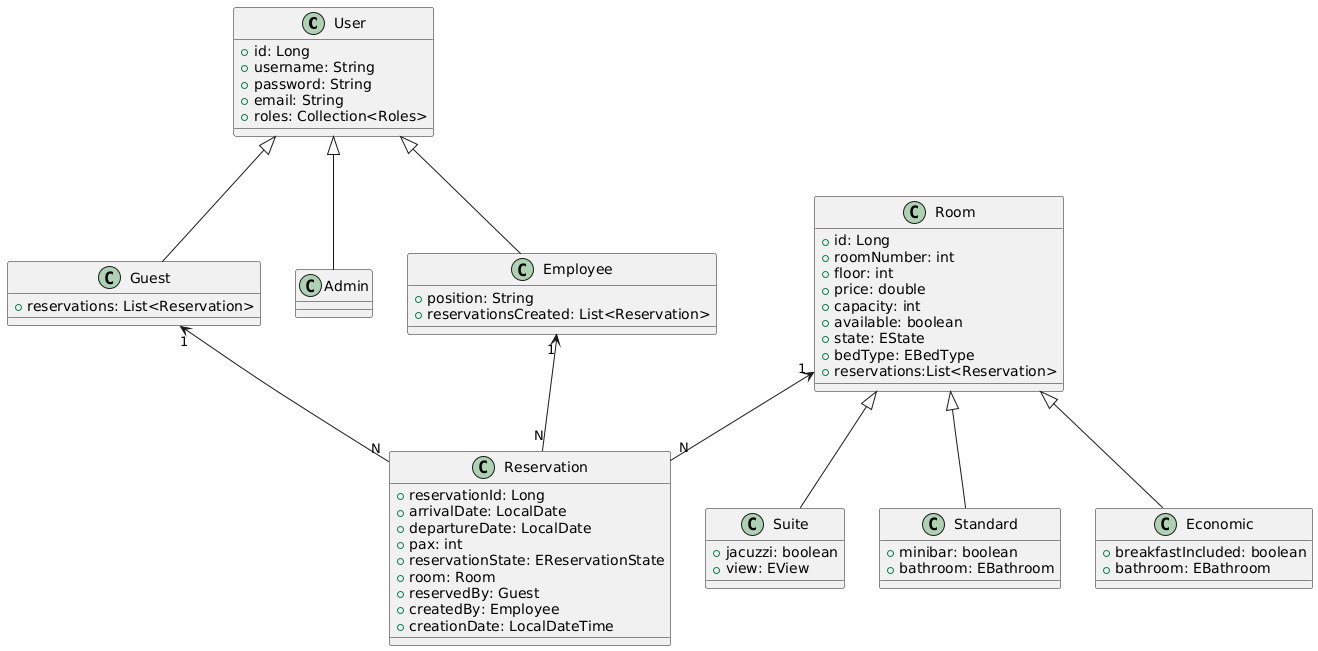 C User
id: Long
username: String
password: String
email: String
roles: Collection<Roles>
C Guest
reservations: List<Reservation>
C Admin
C Employee
position: String
reservationsCreated: List<Reservation>
C Room
id: Long
roomNumber: int
floor: int
price: double
capacity: int
available: boolean
state: EState
bedType: EBedType
reservations:List<Reservation>
1
1
1
N
N
N
C Reservation
reservationId: Long
arrivalDate: LocalDate
departureDate: LocalDate
pax: int
reservationState: EReservationState
room: Room
reservedBy: Guest
createdBy: Employee
creationDate: LocalDateTime
C Suite
jacuzzi: boolean
view: EView
C Standard
minibar: boolean
bathroom: EBathroom
C Economic
breakfastIncluded: boolean
bathroom: EBathroom